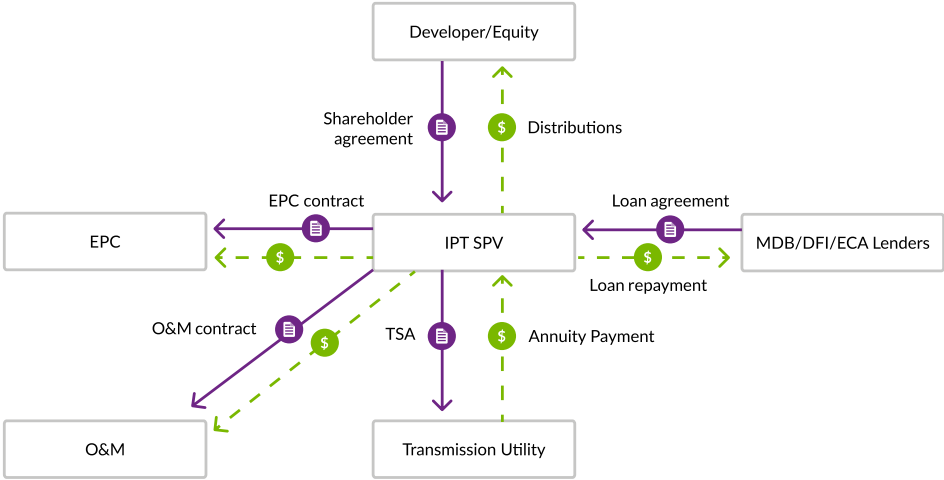 Developer/Equity
Shareholder
agreement
$
Distributions
EPC contract
Loan agreement
EPC
IPT SPV
MDB/DFI/ECA Lenders
$
$
Loan repayment
O&M contract
$
TSA
$
Annuity Payment
O&M
Transmission Utility